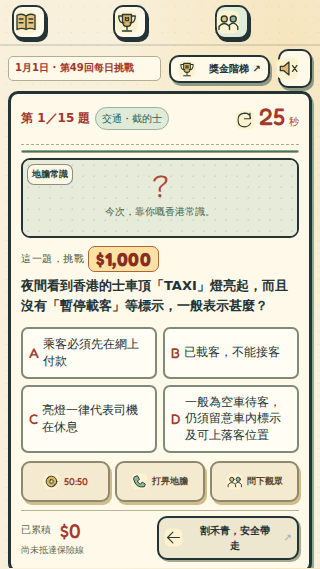 1月1日 · 第49回每日挑戰
獎金階梯 ↗
第 1／15 題
交通 · 截的士
25 秒
地膽常識
?
今次，靠你嘅香港常識。
這一題，挑戰 $1,000
夜間看到香港的士車頂「TAXI」燈亮起，而且
沒有「暫停載客」等標示，一般表示甚麼？
A 乘客必須先在網上
付款
B 已載客，不能接客
C 亮燈一律代表司機
在休息
D 一般為空車待客，
仍須留意車內標示
及可上落客位置
50:50
打畀地膽
問下觀眾
已累積 $0
尚未抵達保險線
割禾青，安全帶
走 ↗